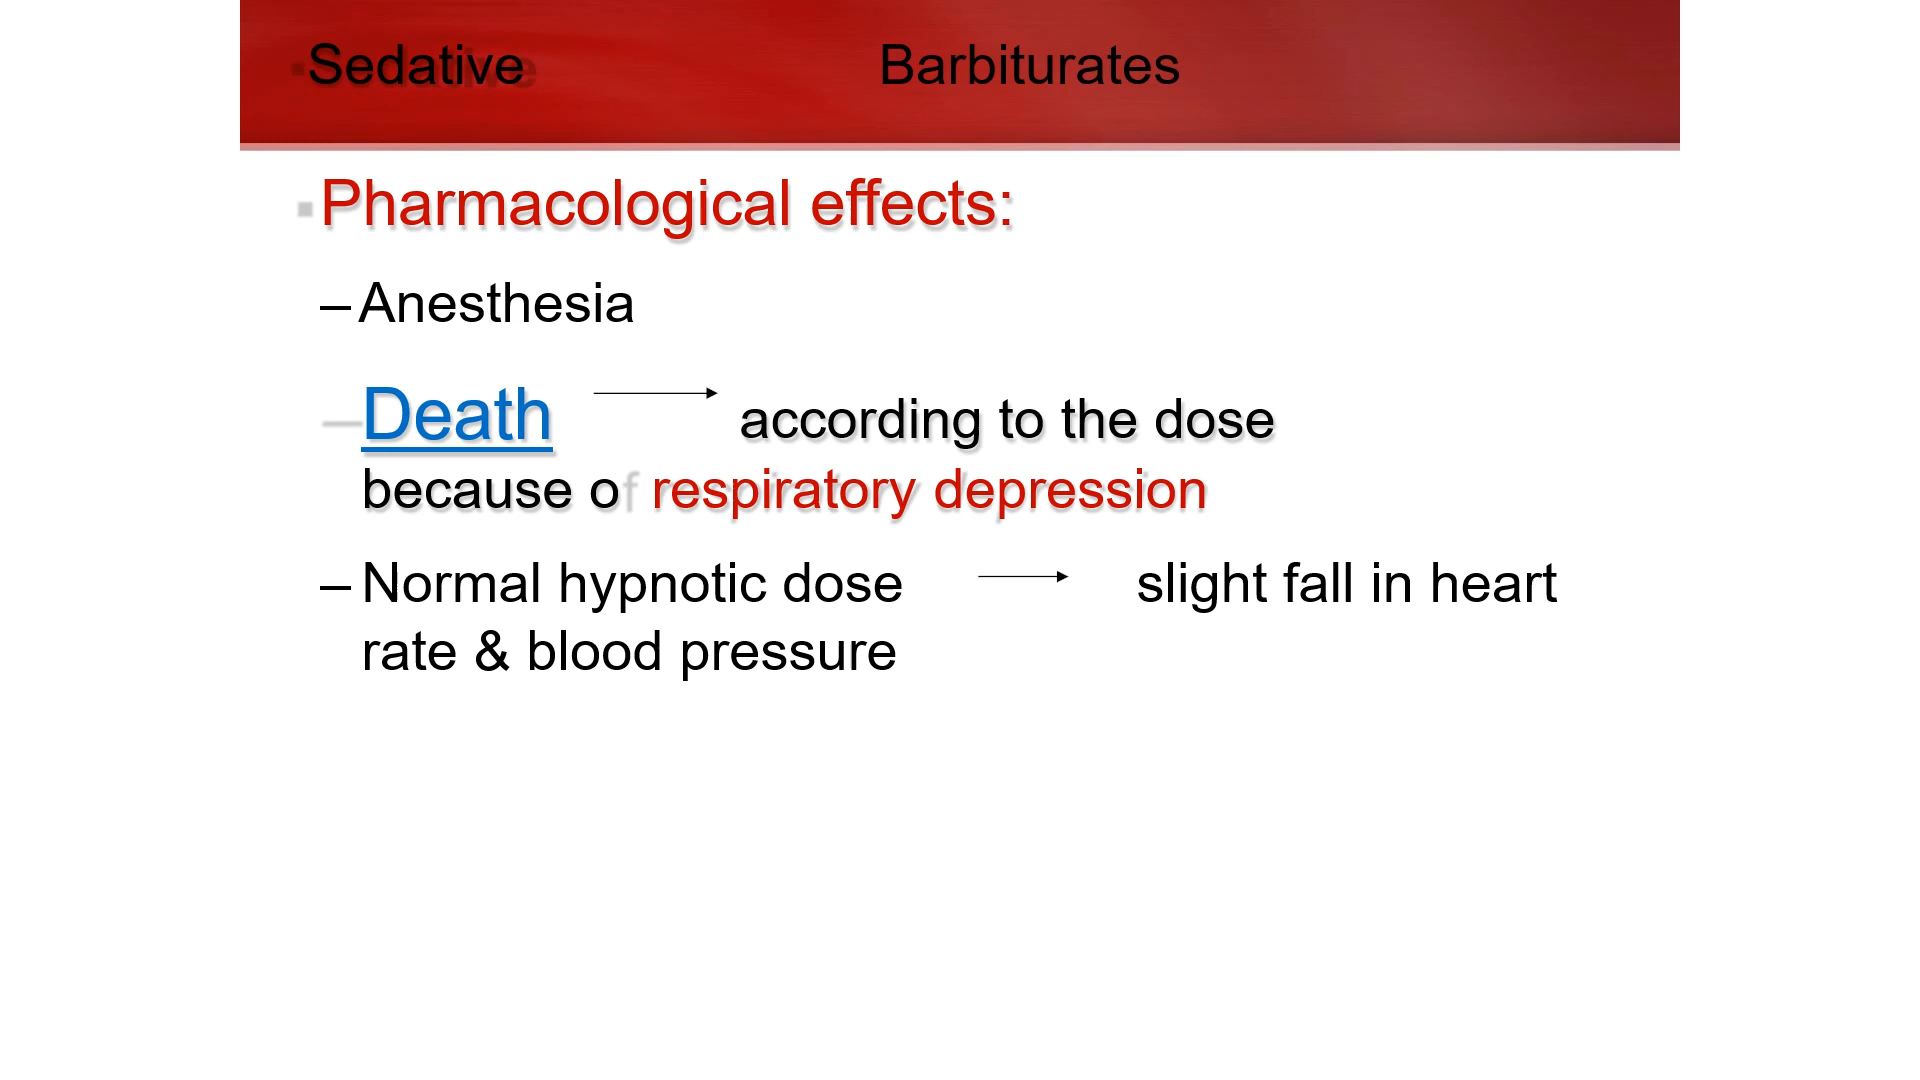 ▪Sedative Barbiturates
▪Pharmacological effects:
–Anesthesia
–Death → according to the dose
because of respiratory depression
– Normal hypnotic dose → slight fall in heart
rate & blood pressure